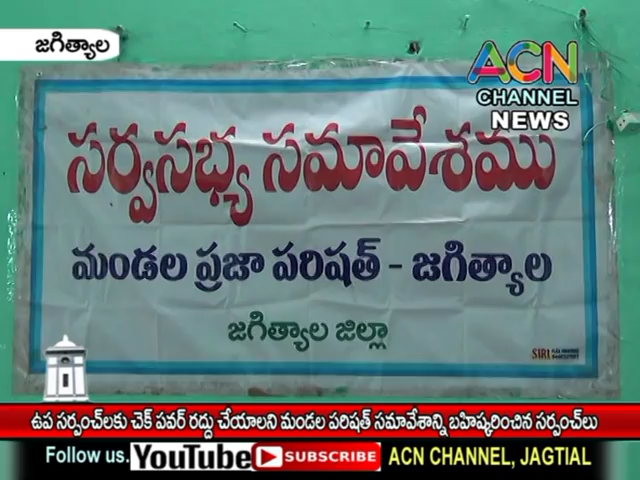 జగిత్యాల
ACN
CHANNEL
NEWS
సర్వసభ్య సమావేశము
మండల ప్రజా పరిషత్ - జగిత్యాల
జగిత్యాల జిల్లా
SIRI
ఉప సర్పంచ్‌లకు చెక్ పవర్ రద్దు చేయాలని మండల పరిషత్ సమావేశాన్ని బహిష్కరించిన సర్పంచ్‌లు
Follow us. YouTube SUBSCRIBE ACN CHANNEL, JAGTIAL